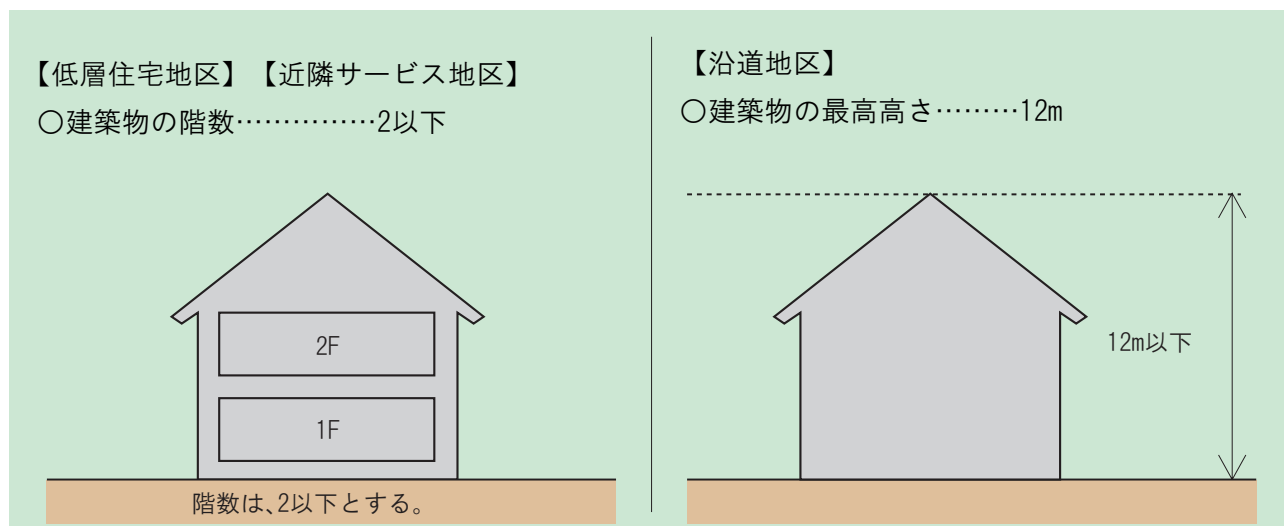 【低層住宅地区】【近隣サービス地区】
○建築物の階数……………2以下
2F
1F
階数は、2以下とする。
【沿道地区】
○建築物の最高高さ………12m
12m以下